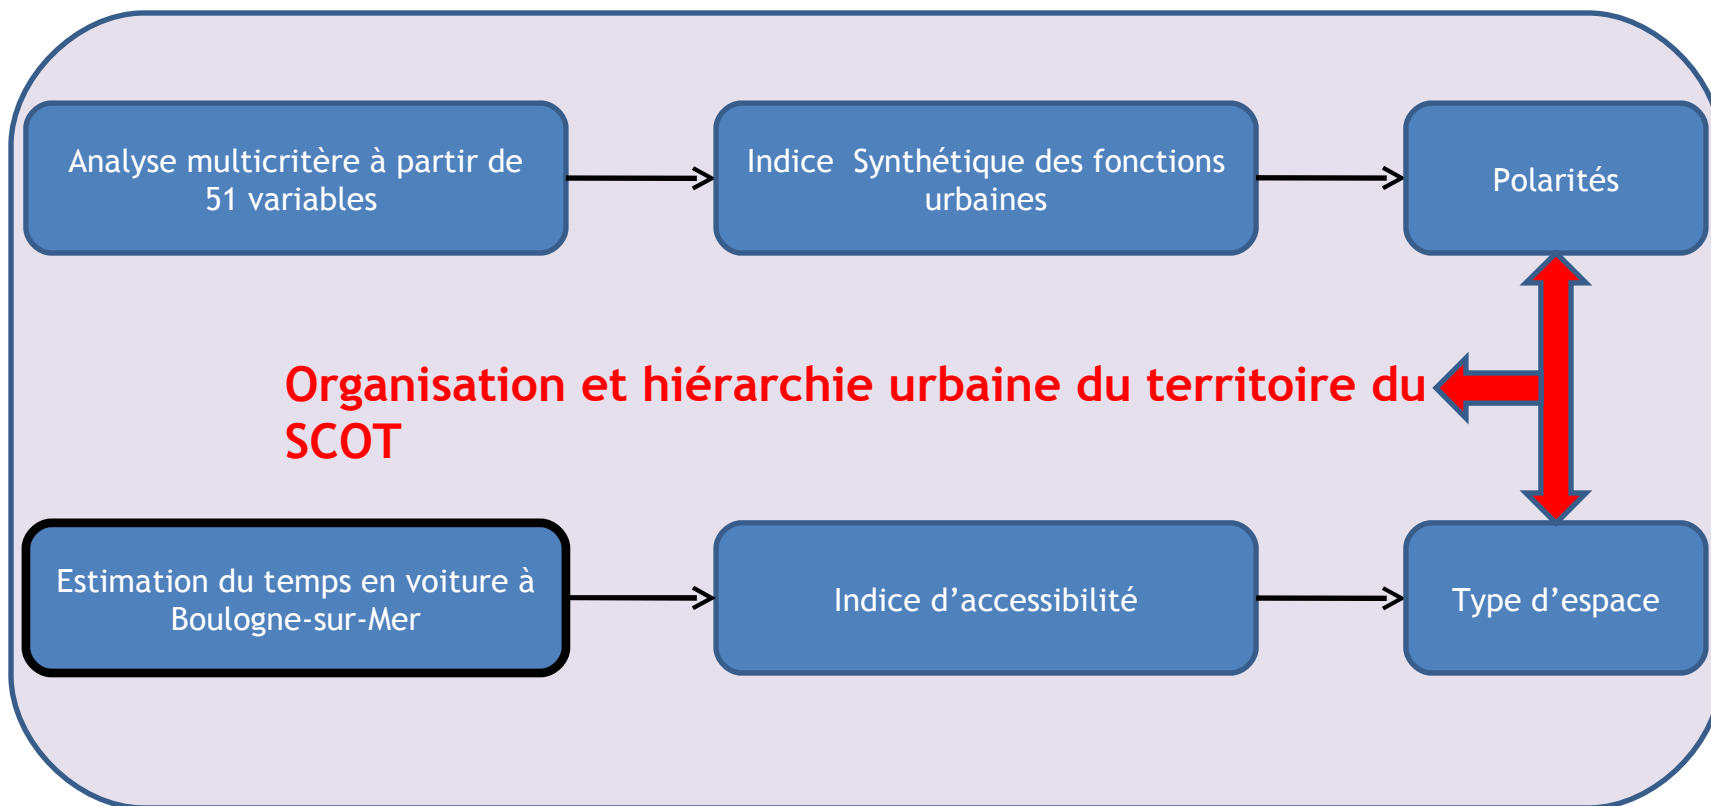 Analyse multicritère à partir de
51 variables
Indice  Synthétique des fonctions
urbaines
Polarités
Organisation et hiérarchie urbaine du territoire du
SCOT
Estimation du temps en voiture à
Boulogne-sur-Mer
Indice d’accessibilité
Type d’espace